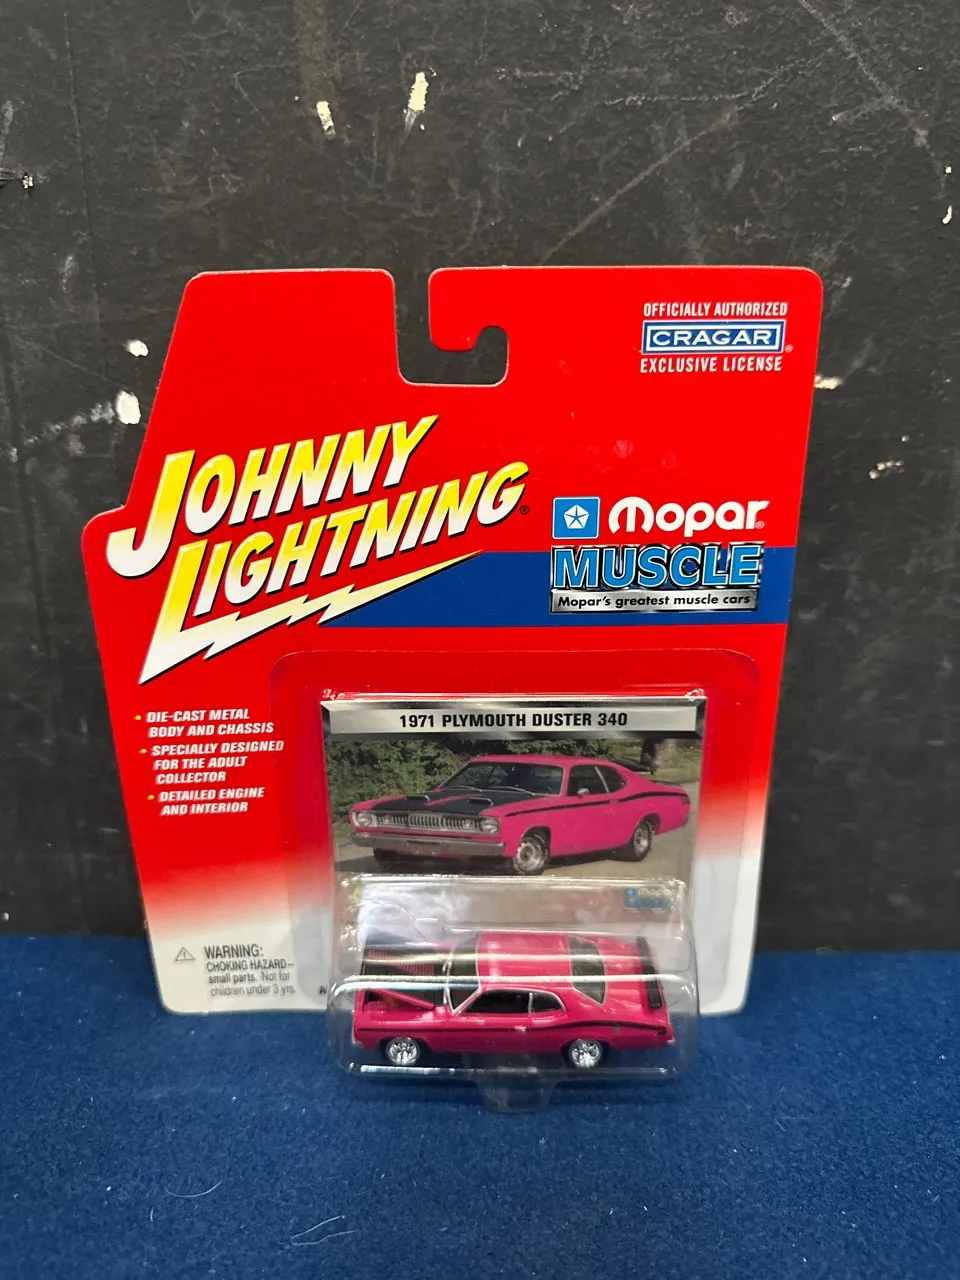 OFFICIALLY AUTHORIZED
CRAGAR®
EXCLUSIVE LICENSE
JOHNNY
LIGHTNING®
Mopar®
MUSCLE
Mopar's greatest muscle cars
• DIE-CAST METAL
BODY AND CHASSIS
• SPECIALLY DESIGNED
FOR THE ADULT
COLLECTOR
• DETAILED ENGINE
AND INTERIOR
1971 PLYMOUTH DUSTER 340
WARNING:
CHOKING HAZARD--
small parts. Not for
children under 3 yrs.